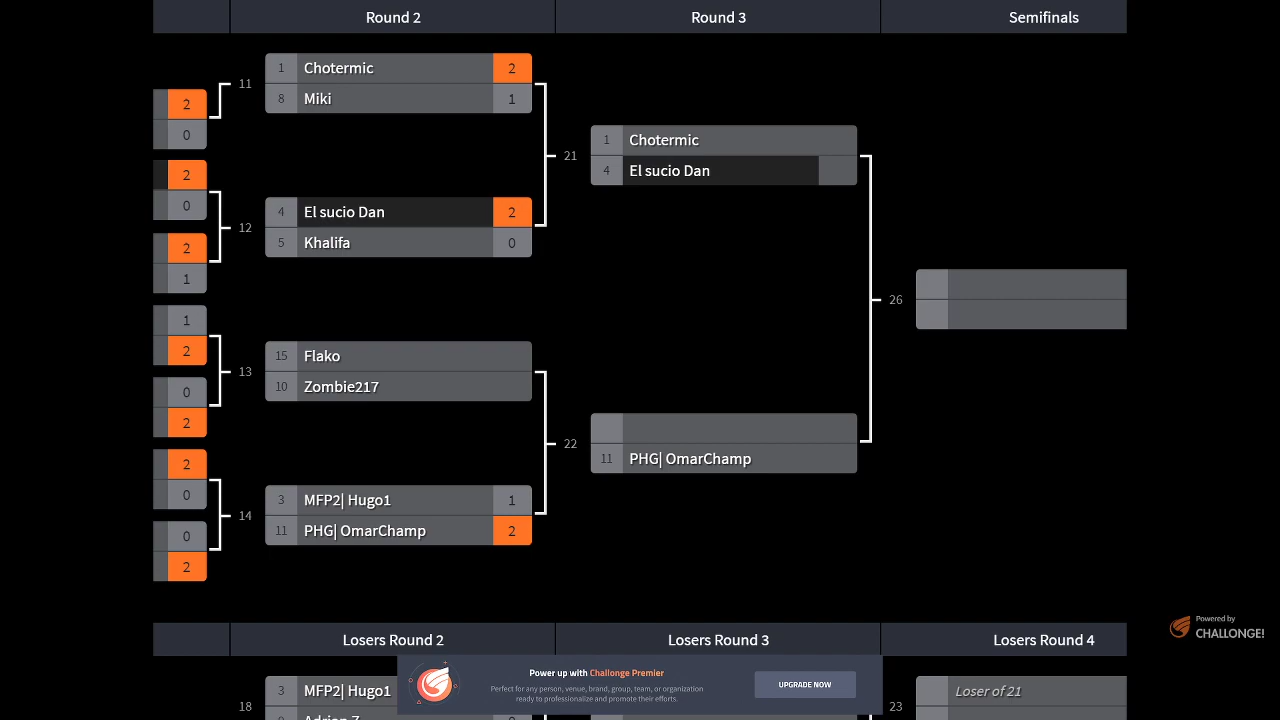 Round 2
Round 3
Semifinals
11
1 Chotermic 2
8 Miki 1
2
0
21
1 Chotermic
4 El sucio Dan
2
0
12
4 El sucio Dan 2
5 Khalifa 0
2
1
26
1
2
13
15 Flako
10 Zombie217
0
2
22
11 PHG| OmarChamp
2
0
14
3 MFP2| Hugo1 1
11 PHG| OmarChamp 2
0
2
Powered by
CHALLONGE!
Losers Round 2
Losers Round 3
Losers Round 4
Power up with Challonge Premier
Perfect for any person, venue, brand, group, team, or organization
ready to professionalize and promote their efforts.
UPGRADE NOW
18
3 MFP2| Hugo1
23
Loser of 21